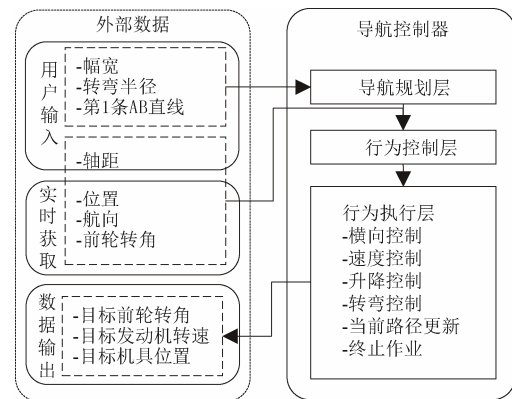 外部数据
用户输入
-幅宽
-转弯半径
-第1条AB直线
-轴距
实时获取
-位置
-航向
-前轮转角
数据输出
-目标前轮转角
-目标发动机转速
-目标机具位置
导航控制器
导航规划层
行为控制层
行为执行层
-横向控制
-速度控制
-升降控制
-转弯控制
-当前路径更新
-终止作业